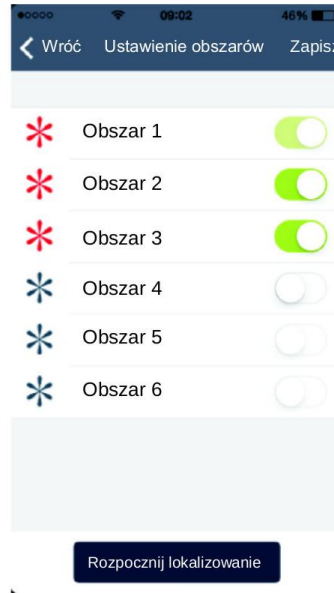 09:02 46%
Wróć Ustawienie obszarów Zapisz
Obszar 1
Obszar 2
Obszar 3
Obszar 4
Obszar 5
Obszar 6
Rozpocznij lokalizowanie